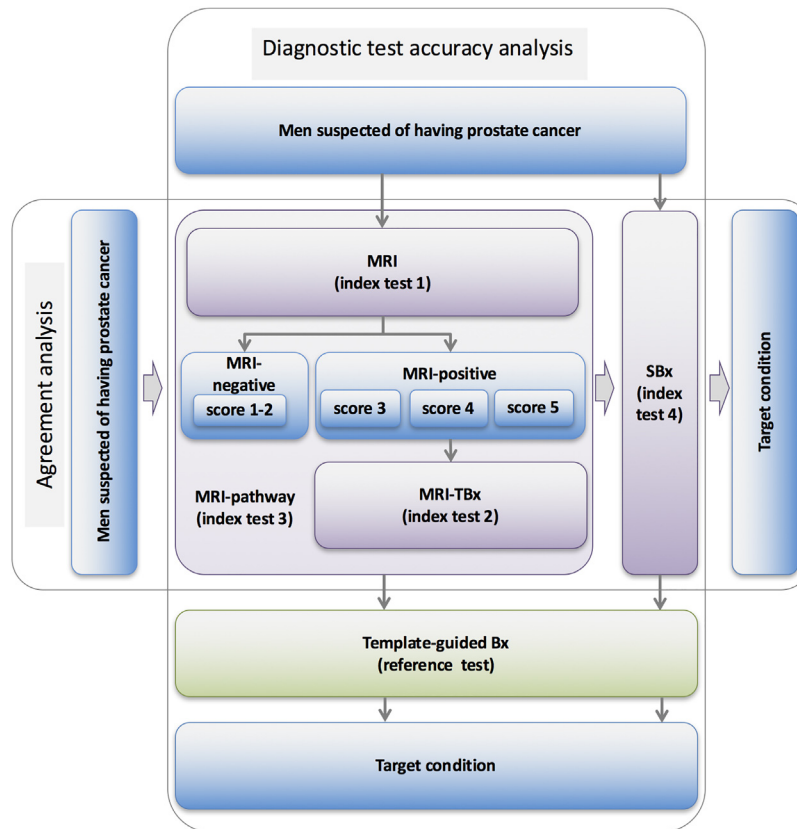 Diagnostic test accuracy analysis
Men suspected of having prostate cancer
Agreement analysis
Men suspected of having prostate cancer
MRI
(index test 1)
MRI-
negative
score 1-2
MRI-positive
score 3
score 4
score 5
MRI-pathway
(index test 3)
MRI-TBx
(index test 2)
SBx
(index
test 4)
Target condition
Template-guided Bx
(reference test)
Target condition